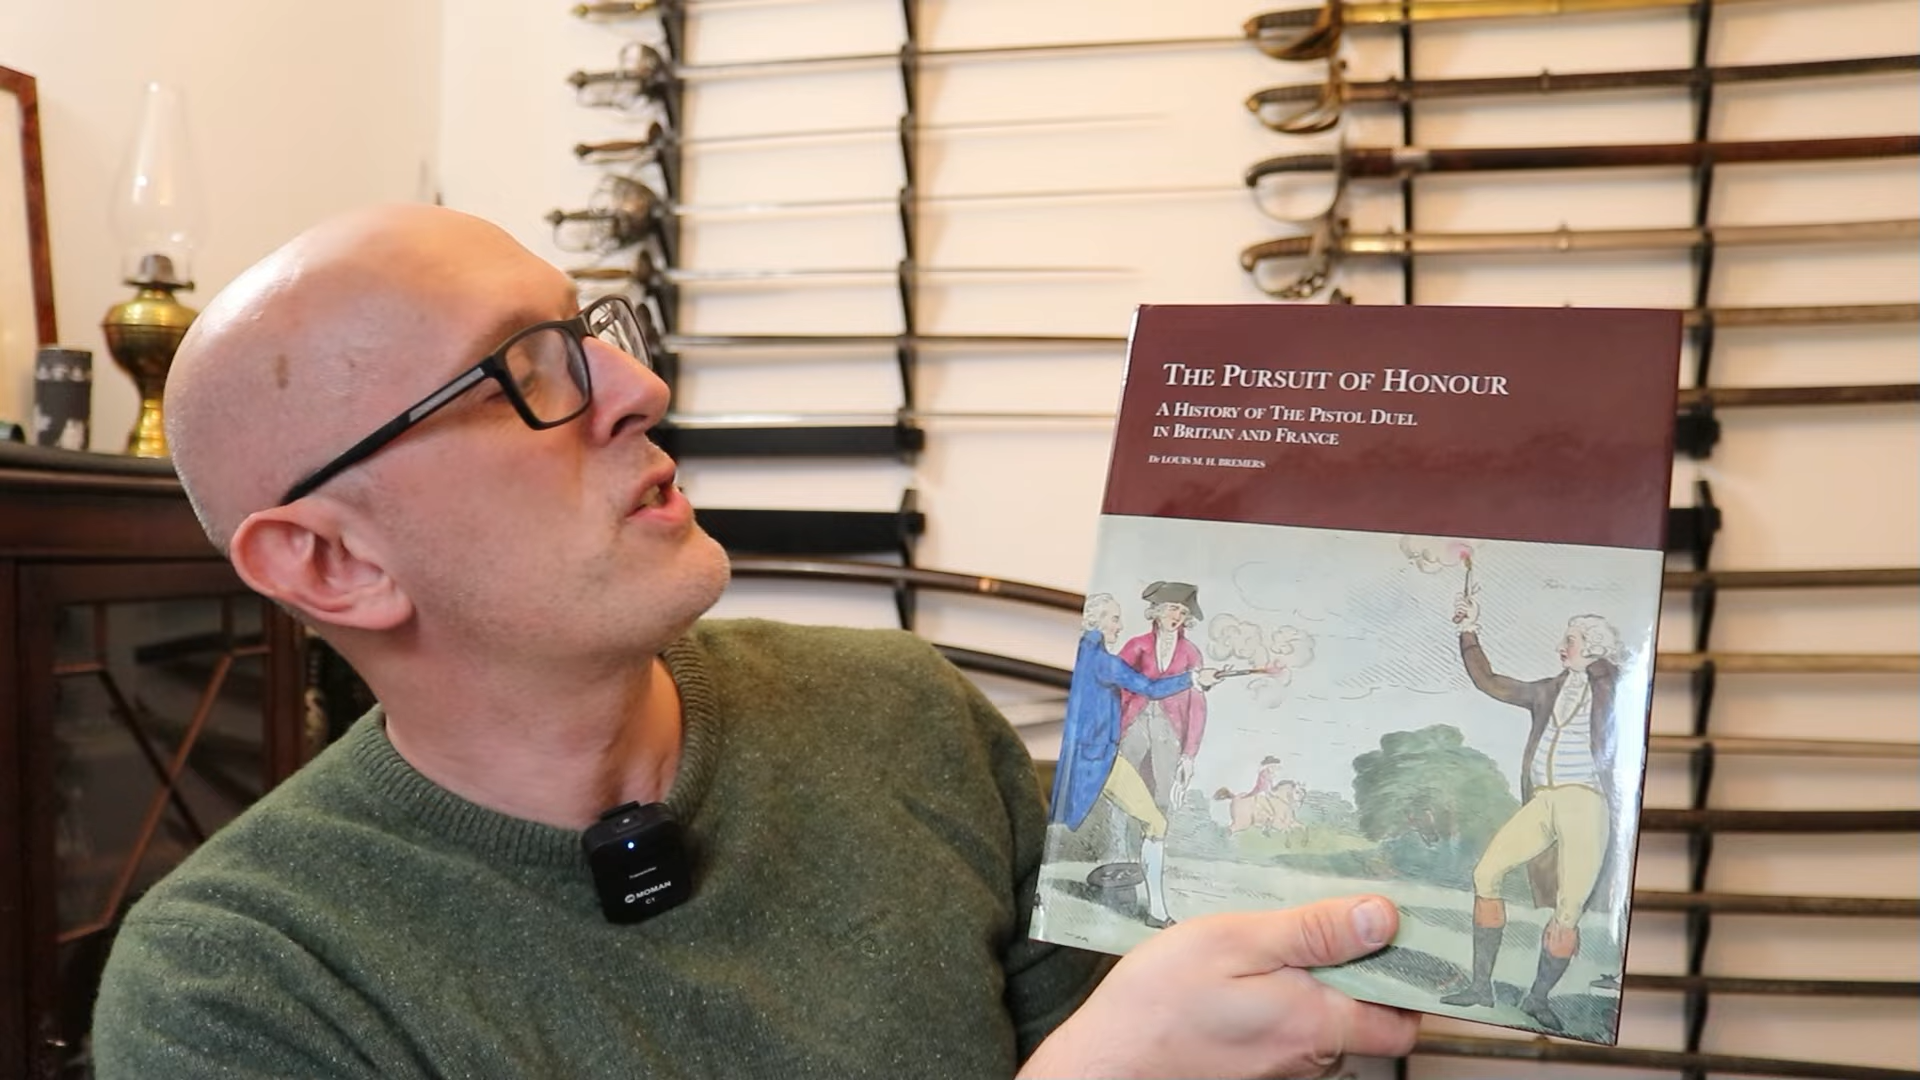 THE PURSUIT OF HONOUR
A HISTORY OF THE PISTOL DUEL
IN BRITAIN AND FRANCE
Dr LOUIS M. H. BREMERS
MOMAN
C1